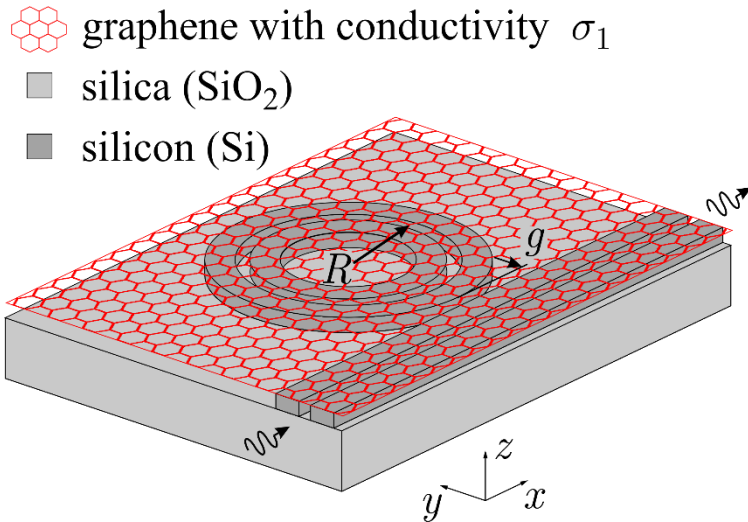 graphene with conductivity σ₁
silica (SiO₂)
silicon (Si)
R
g
z
y
x